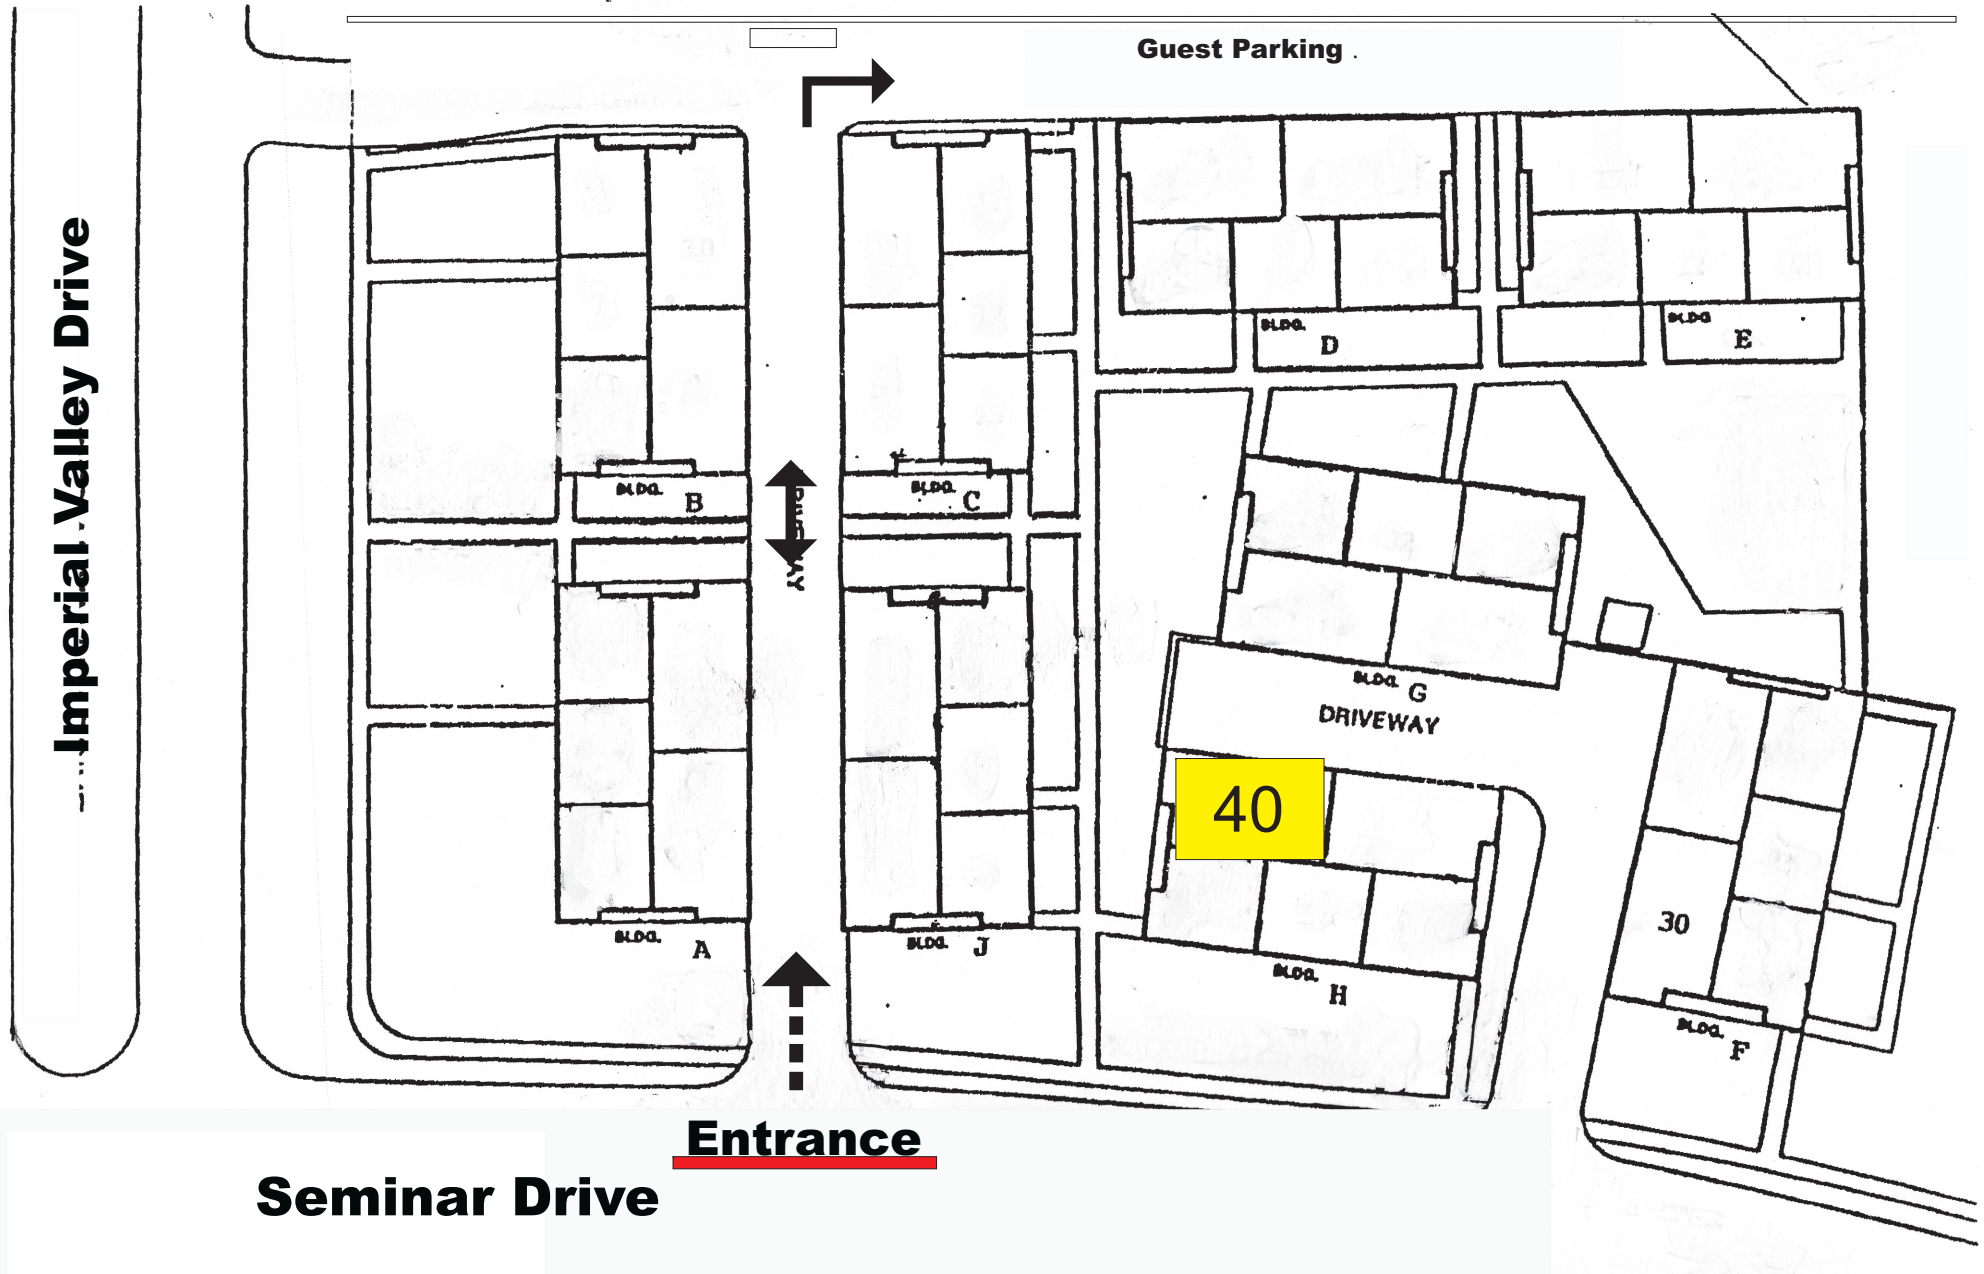 Guest Parking
Imperial Valley Drive
BLDG. D
BLDG E
BLDG. B
BLDG. C
BLDG. G
DRIVEWAY
40
30
BLDG. A
BLDG. J
BLDG. H
BLDG. F
Entrance
Seminar Drive